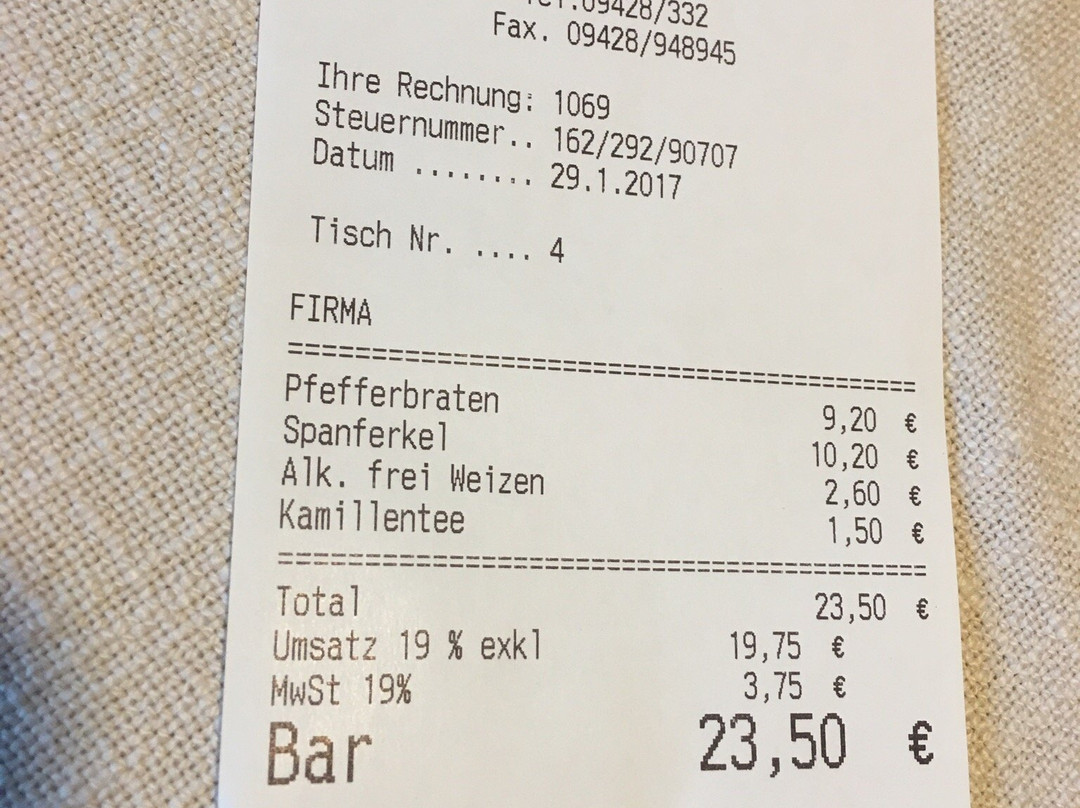 09428/332
Fax. 09428/948945
Ihre Rechnung: 1069
Steuernummer.. 162/292/90707
Datum ........ 29.1.2017
Tisch Nr. .... 4
FIRMA
=============================================
Pfefferbraten 9,20 €
Spanferkel 10,20 €
Alk. frei Weizen 2,60 €
Kamillentee 1,50 €
=============================================
Total 23,50 €
Umsatz 19 % exkl 19,75 €
MwSt 19% 3,75 €
Bar 23,50 €